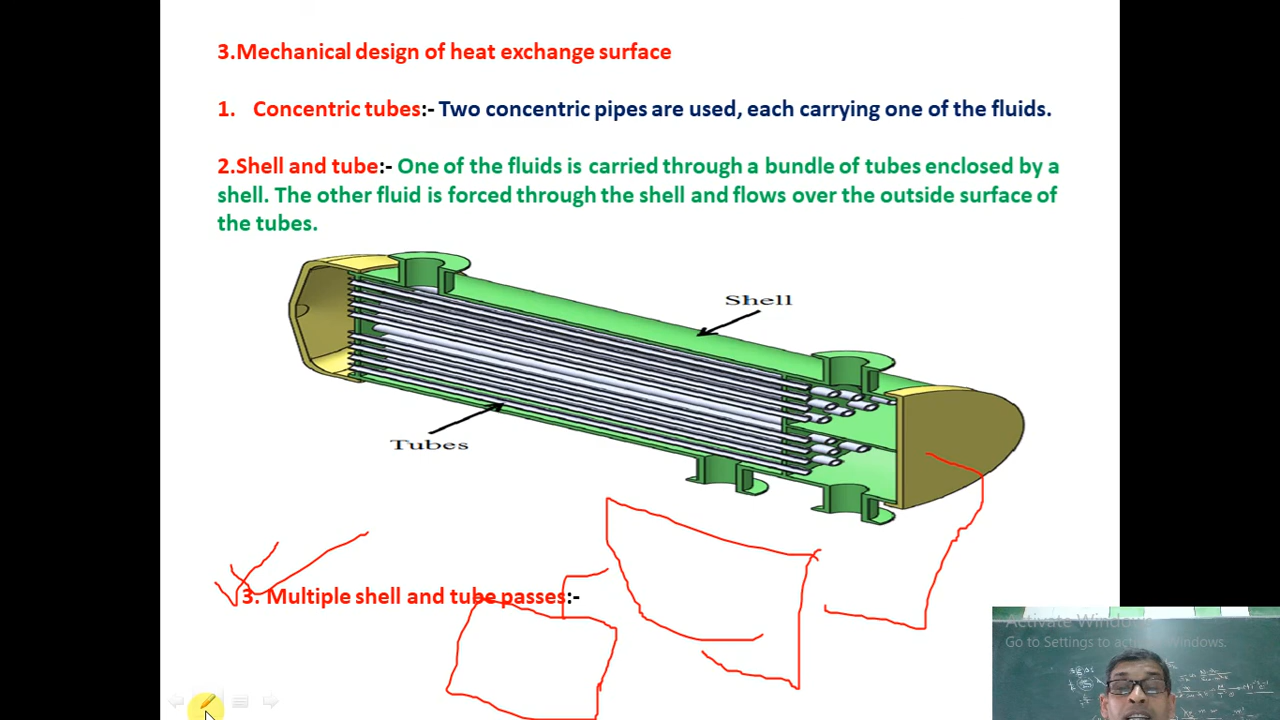 3.Mechanical design of heat exchange surface
1. Concentric tubes:- Two concentric pipes are used, each carrying one of the fluids.
2.Shell and tube:- One of the fluids is carried through a bundle of tubes enclosed by a
shell. The other fluid is forced through the shell and flows over the outside surface of
the tubes.
Shell
Tubes
3. Multiple shell and tube passes:-
Activate Windows
Go to Settings to activate Windows.